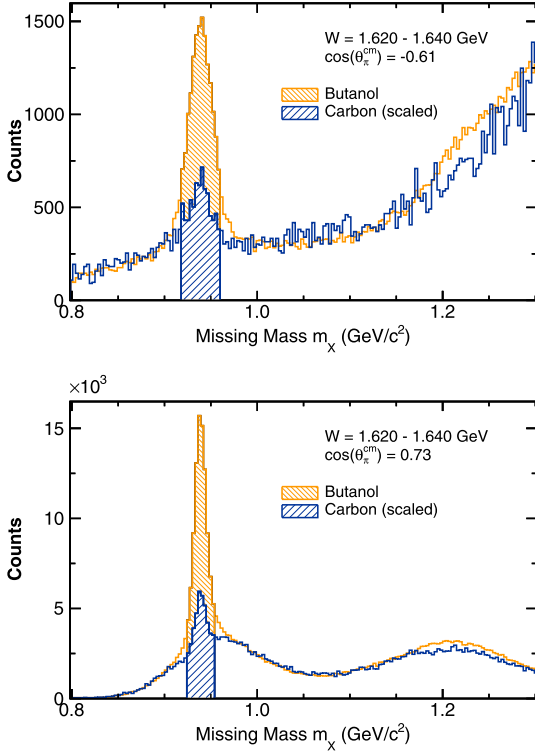 1500
1000
500
0
Counts
W = 1.620 - 1.640 GeV
cos(θπcm) = -0.61
Butanol
Carbon (scaled)
0.8 1.0 1.2
Missing Mass mX (GeV/c2)
×103
15
10
5
0
Counts
W = 1.620 - 1.640 GeV
cos(θπcm) = 0.73
Butanol
Carbon (scaled)
0.8 1.0 1.2
Missing Mass mX (GeV/c2)